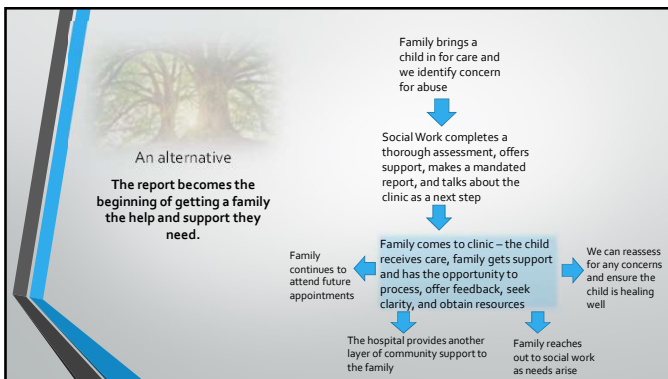 An alternative
The report becomes the
beginning of getting a family
the help and support they
need.
Family brings a
child in for care and
we identify concern
for abuse
Social Work completes a
thorough assessment, offers
support, makes a mandated
report, and talks about the
clinic as a next step
Family comes to clinic – the child
receives care, family gets support
and has the opportunity to
process, offer feedback, seek
clarity, and obtain resources
Family
continues to
attend future
appointments
We can reassess
for any concerns
and ensure the
child is healing
well
The hospital provides another
layer of community support to
the family
Family reaches
out to social work
as needs arise